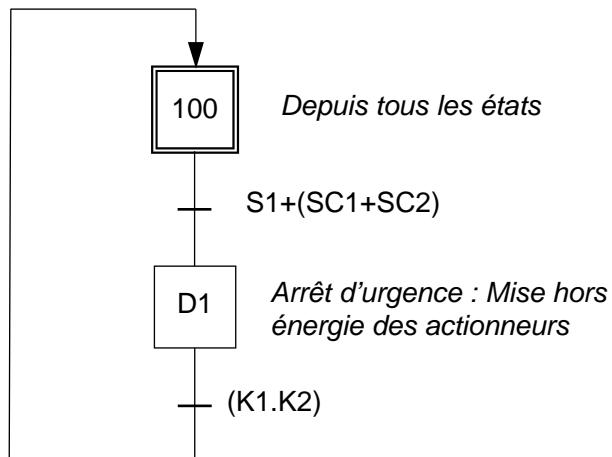 100
Depuis tous les états
S1+(SC1+SC2)
D1
Arrêt d’urgence : Mise hors
énergie des actionneurs
(K1.K2)